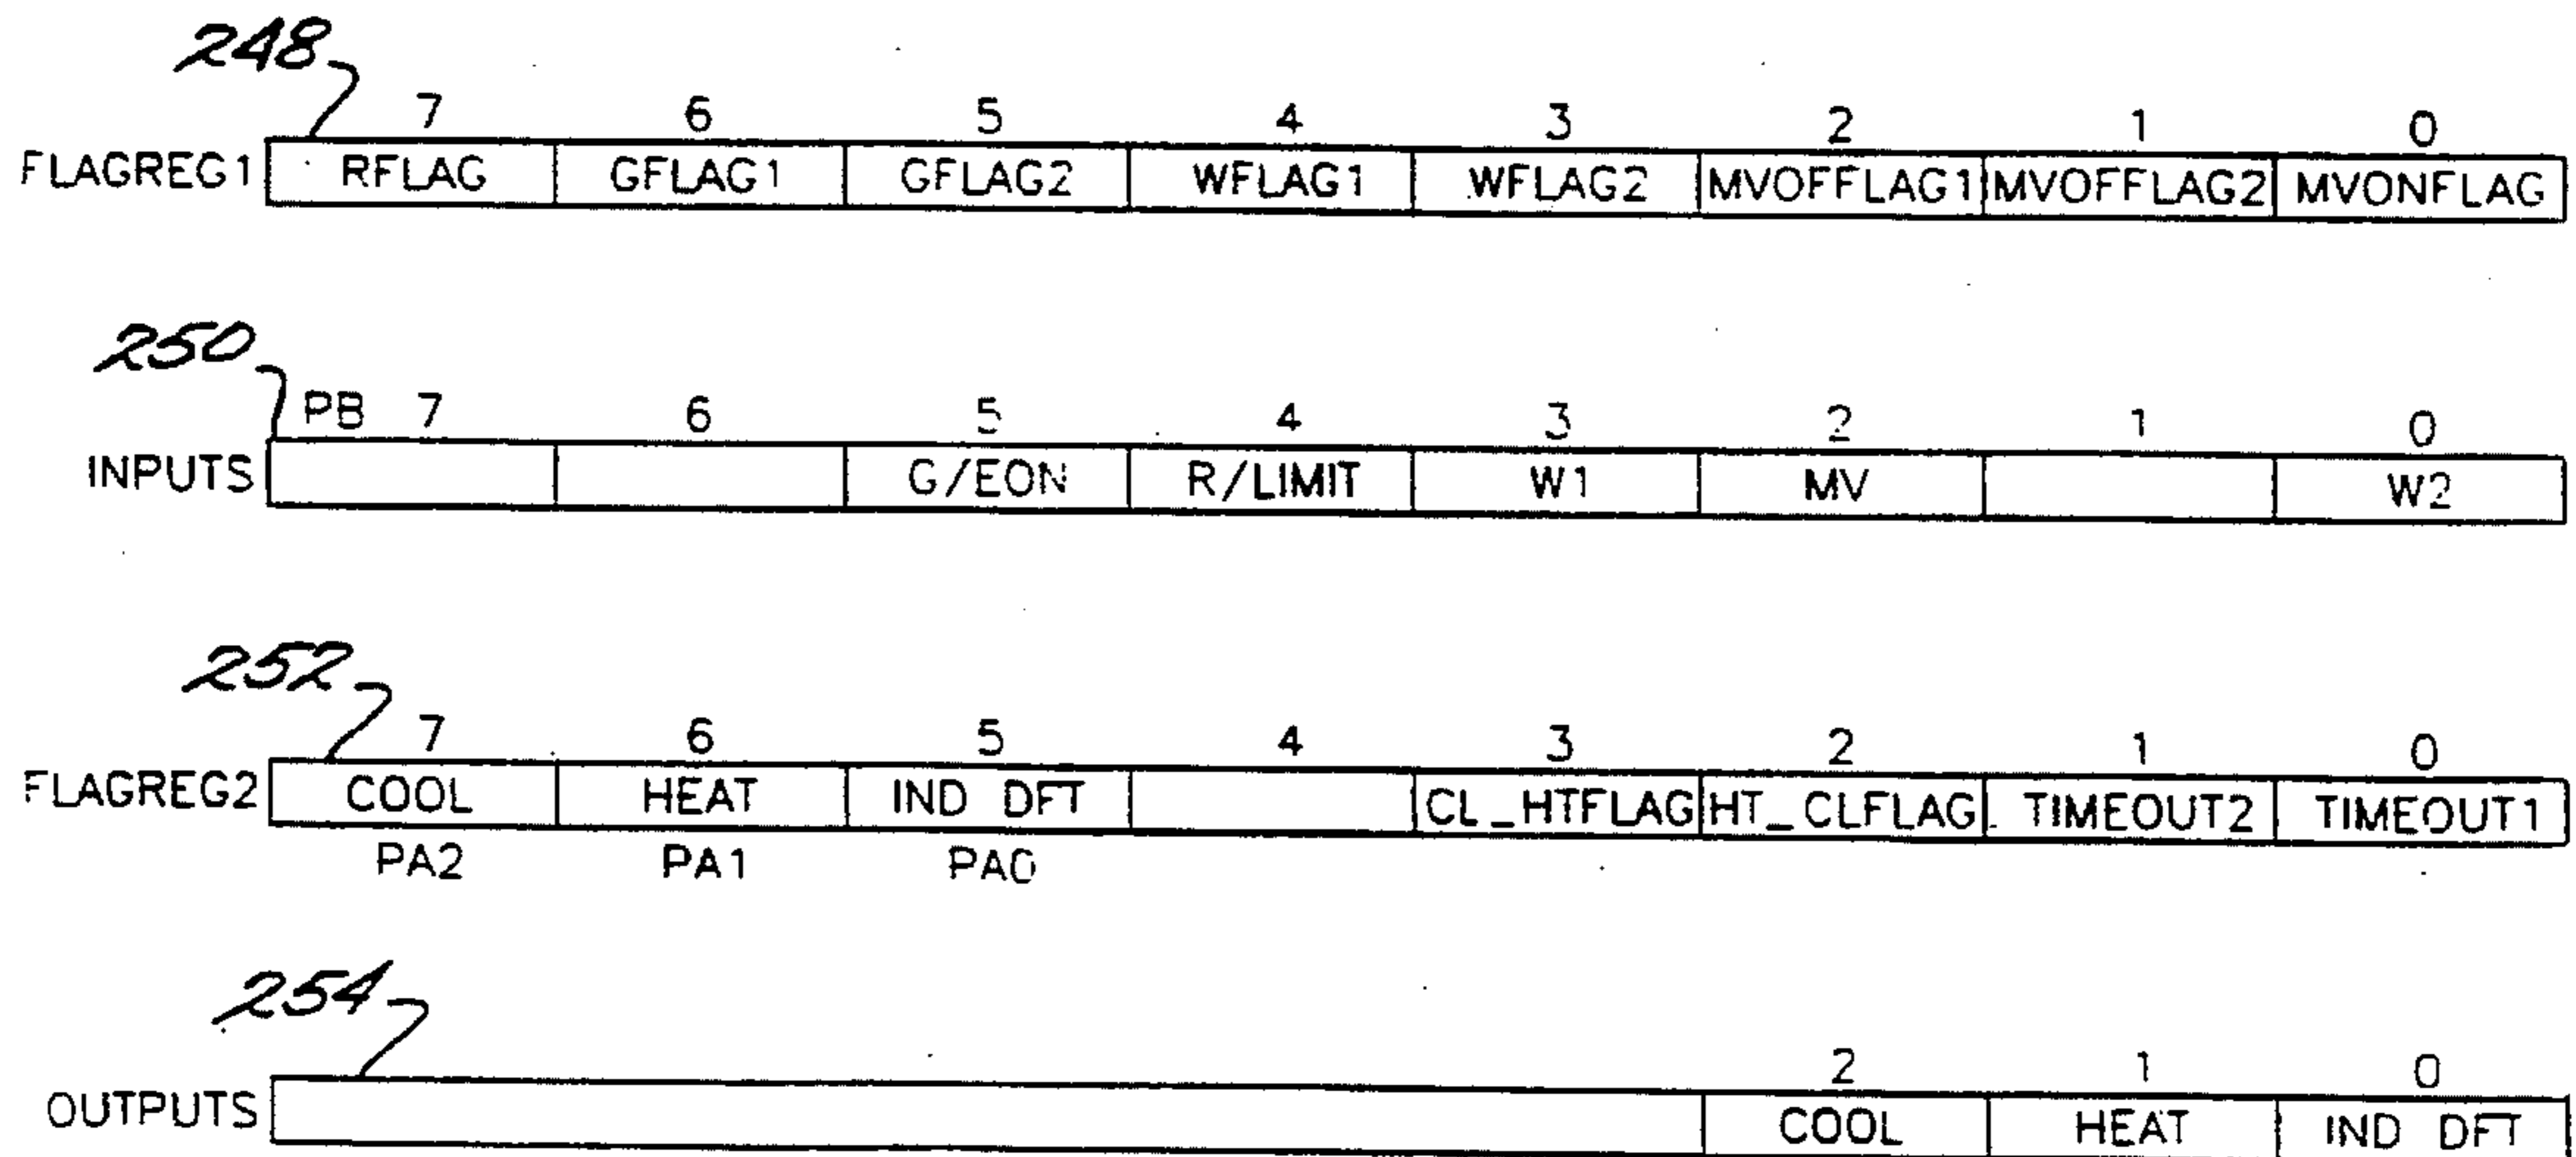 248
7 6 5 4 3 2 1 0
FLAGREG1 RFLAG GFLAG1 GFLAG2 WFLAG1 WFLAG2 MVOFFLAG1 MVOFFLAG2 MVONFLAG
250
PB 7 6 5 4 3 2 1 0
INPUTS G/EON R/LIMIT W1 MV W2
252
7 6 5 4 3 2 1 0
FLAGREG2 COOL HEAT IND DFT CL_HTFLAG HT_CLFLAG TIMEOUT2 TIMEOUT1
PA2 PA1 PA0
254
2 1 0
OUTPUTS COOL HEAT IND DFT